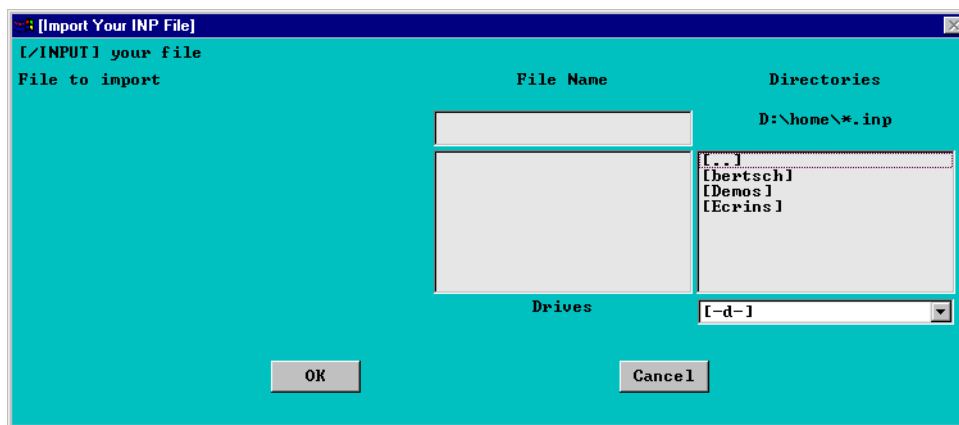 [Import Your INP File]
[/INPUT] your file
File to import
File Name
Directories
D:\home\*.inp
[..]
[bertsch]
[Demos]
[Ecrins]
Drives
[-d-]
OK
Cancel